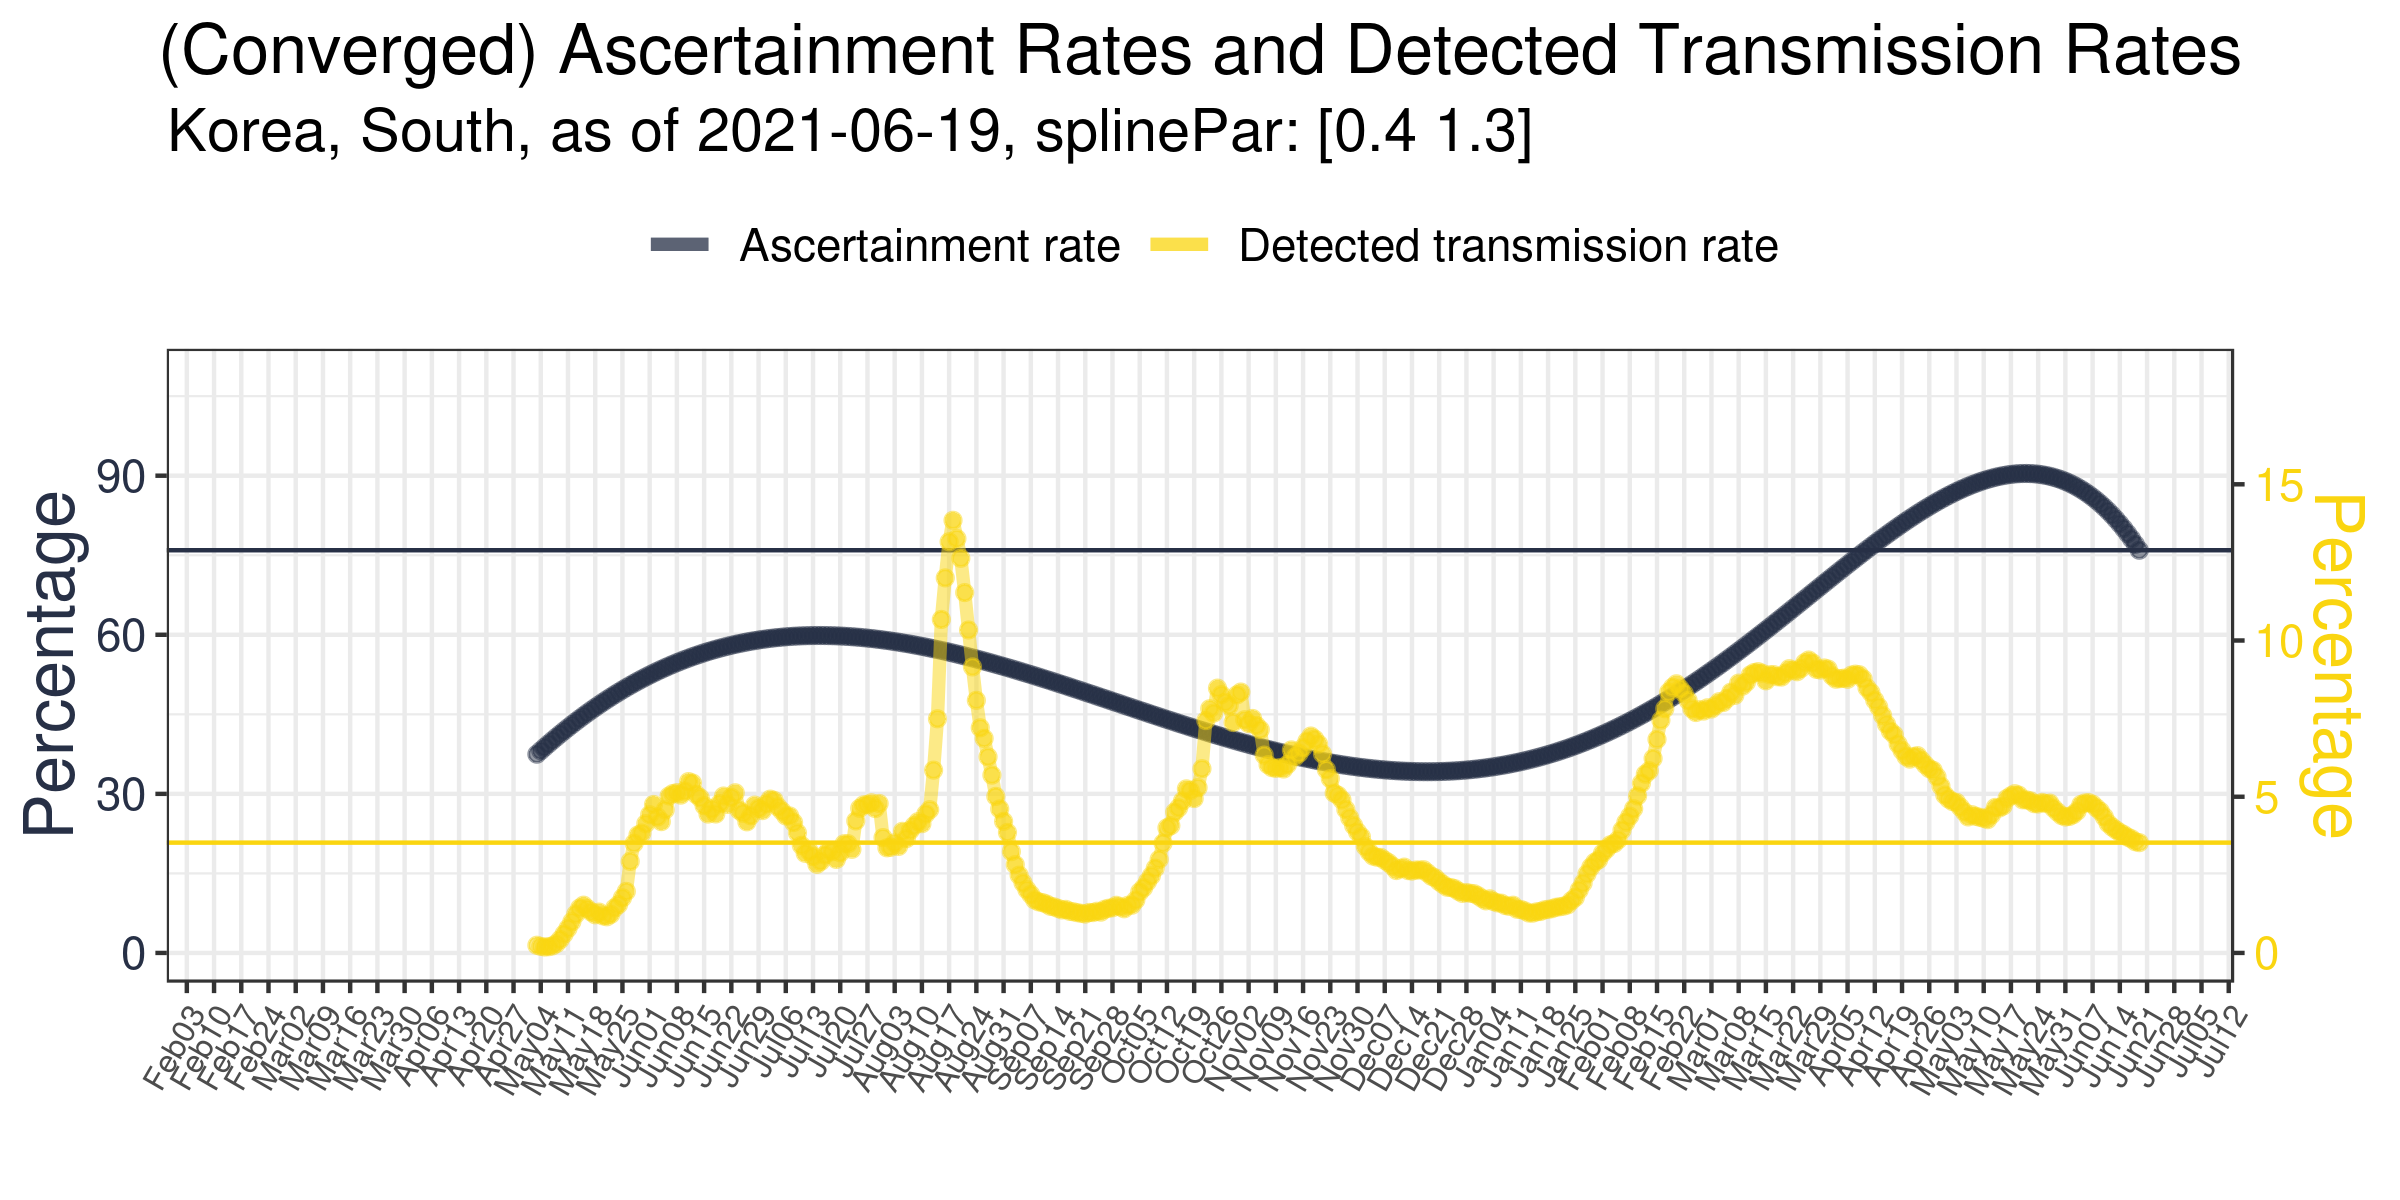 (Converged) Ascertainment Rates and Detected Transmission Rates
Korea, South, as of 2021-06-19, splinePar: [0.4 1.3]
Ascertainment rate
Detected transmission rate
Percentage
90
60
30
0
15
10
5
0
Percentage
Feb03
Feb10
Feb17
Feb24
Mar02
Mar09
Mar16
Mar23
Mar30
Apr06
Apr13
Apr20
Apr27
May04
May11
May18
May25
Jun01
Jun08
Jun15
Jun22
Jun29
Jul06
Jul13
Jul20
Jul27
Aug03
Aug10
Aug17
Aug24
Aug31
Sep07
Sep14
Sep21
Sep28
Oct05
Oct12
Oct19
Oct26
Nov02
Nov09
Nov16
Nov23
Nov30
Dec07
Dec14
Dec21
Dec28
Jan04
Jan11
Jan18
Jan25
Feb01
Feb08
Feb15
Feb22
Mar01
Mar08
Mar15
Mar22
Mar29
Apr05
Apr12
Apr19
Apr26
May03
May10
May17
May24
May31
Jun07
Jun14
Jun21
Jun28
Jul05
Jul12